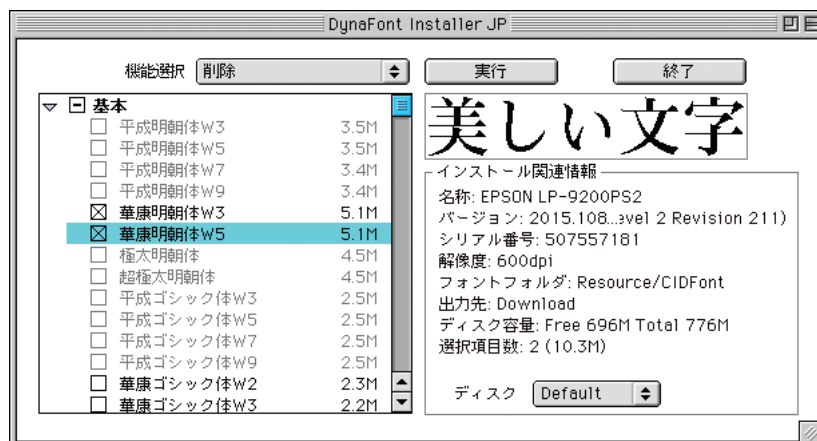 DynaFont Installer JP
機能選択 削除
実行 終了
基本
平成明朝体W3 3.5M
平成明朝体W5 3.5M
平成明朝体W7 3.4M
平成明朝体W9 3.4M
華康明朝体W3 5.1M
華康明朝体W5 5.1M
極太明朝体 4.5M
超極太明朝体 4.5M
平成ゴシック体W3 2.5M
平成ゴシック体W5 2.5M
平成ゴシック体W7 2.5M
平成ゴシック体W9 2.5M
華康ゴシック体W2 2.3M
華康ゴシック体W3 2.2M
美しい文字
インストール関連情報
名称: EPSON LP-9200PS2
バージョン: 2015.108...evel 2 Revision 211)
シリアル番号: 507557181
解像度: 600dpi
フォントフォルダ: Resource/CIDFont
出力先: Download
ディスク容量: Free 696M Total 776M
選択項目数: 2 (10.3M)
ディスク Default